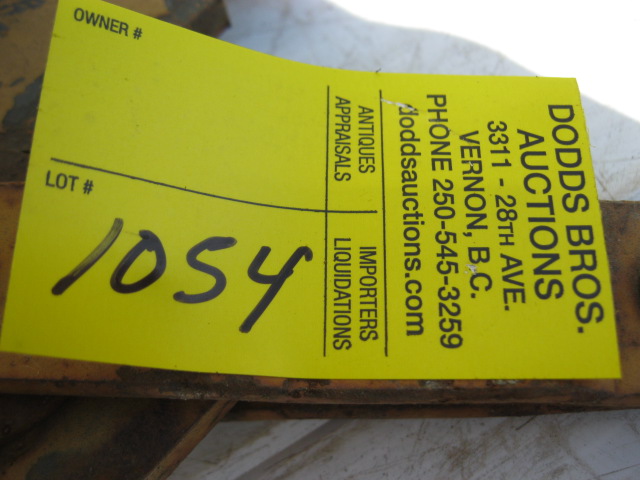 DODDS BROS.
AUCTIONS
3311 - 28TH AVE.
VERNON, B.C.
PHONE 250-545-3259
doddsauctions.com
ANTIQUES
APPRAISALS
IMPORTERS
LIQUIDATIONS
OWNER #
LOT #
1054